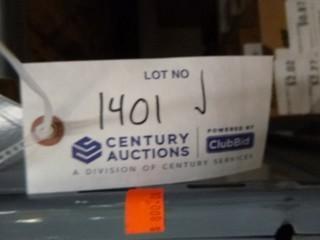 LOT NO
1401 J
CENTURY AUCTIONS
POWERED BY
ClubBid
A DIVISION OF CENTURY SERVICES